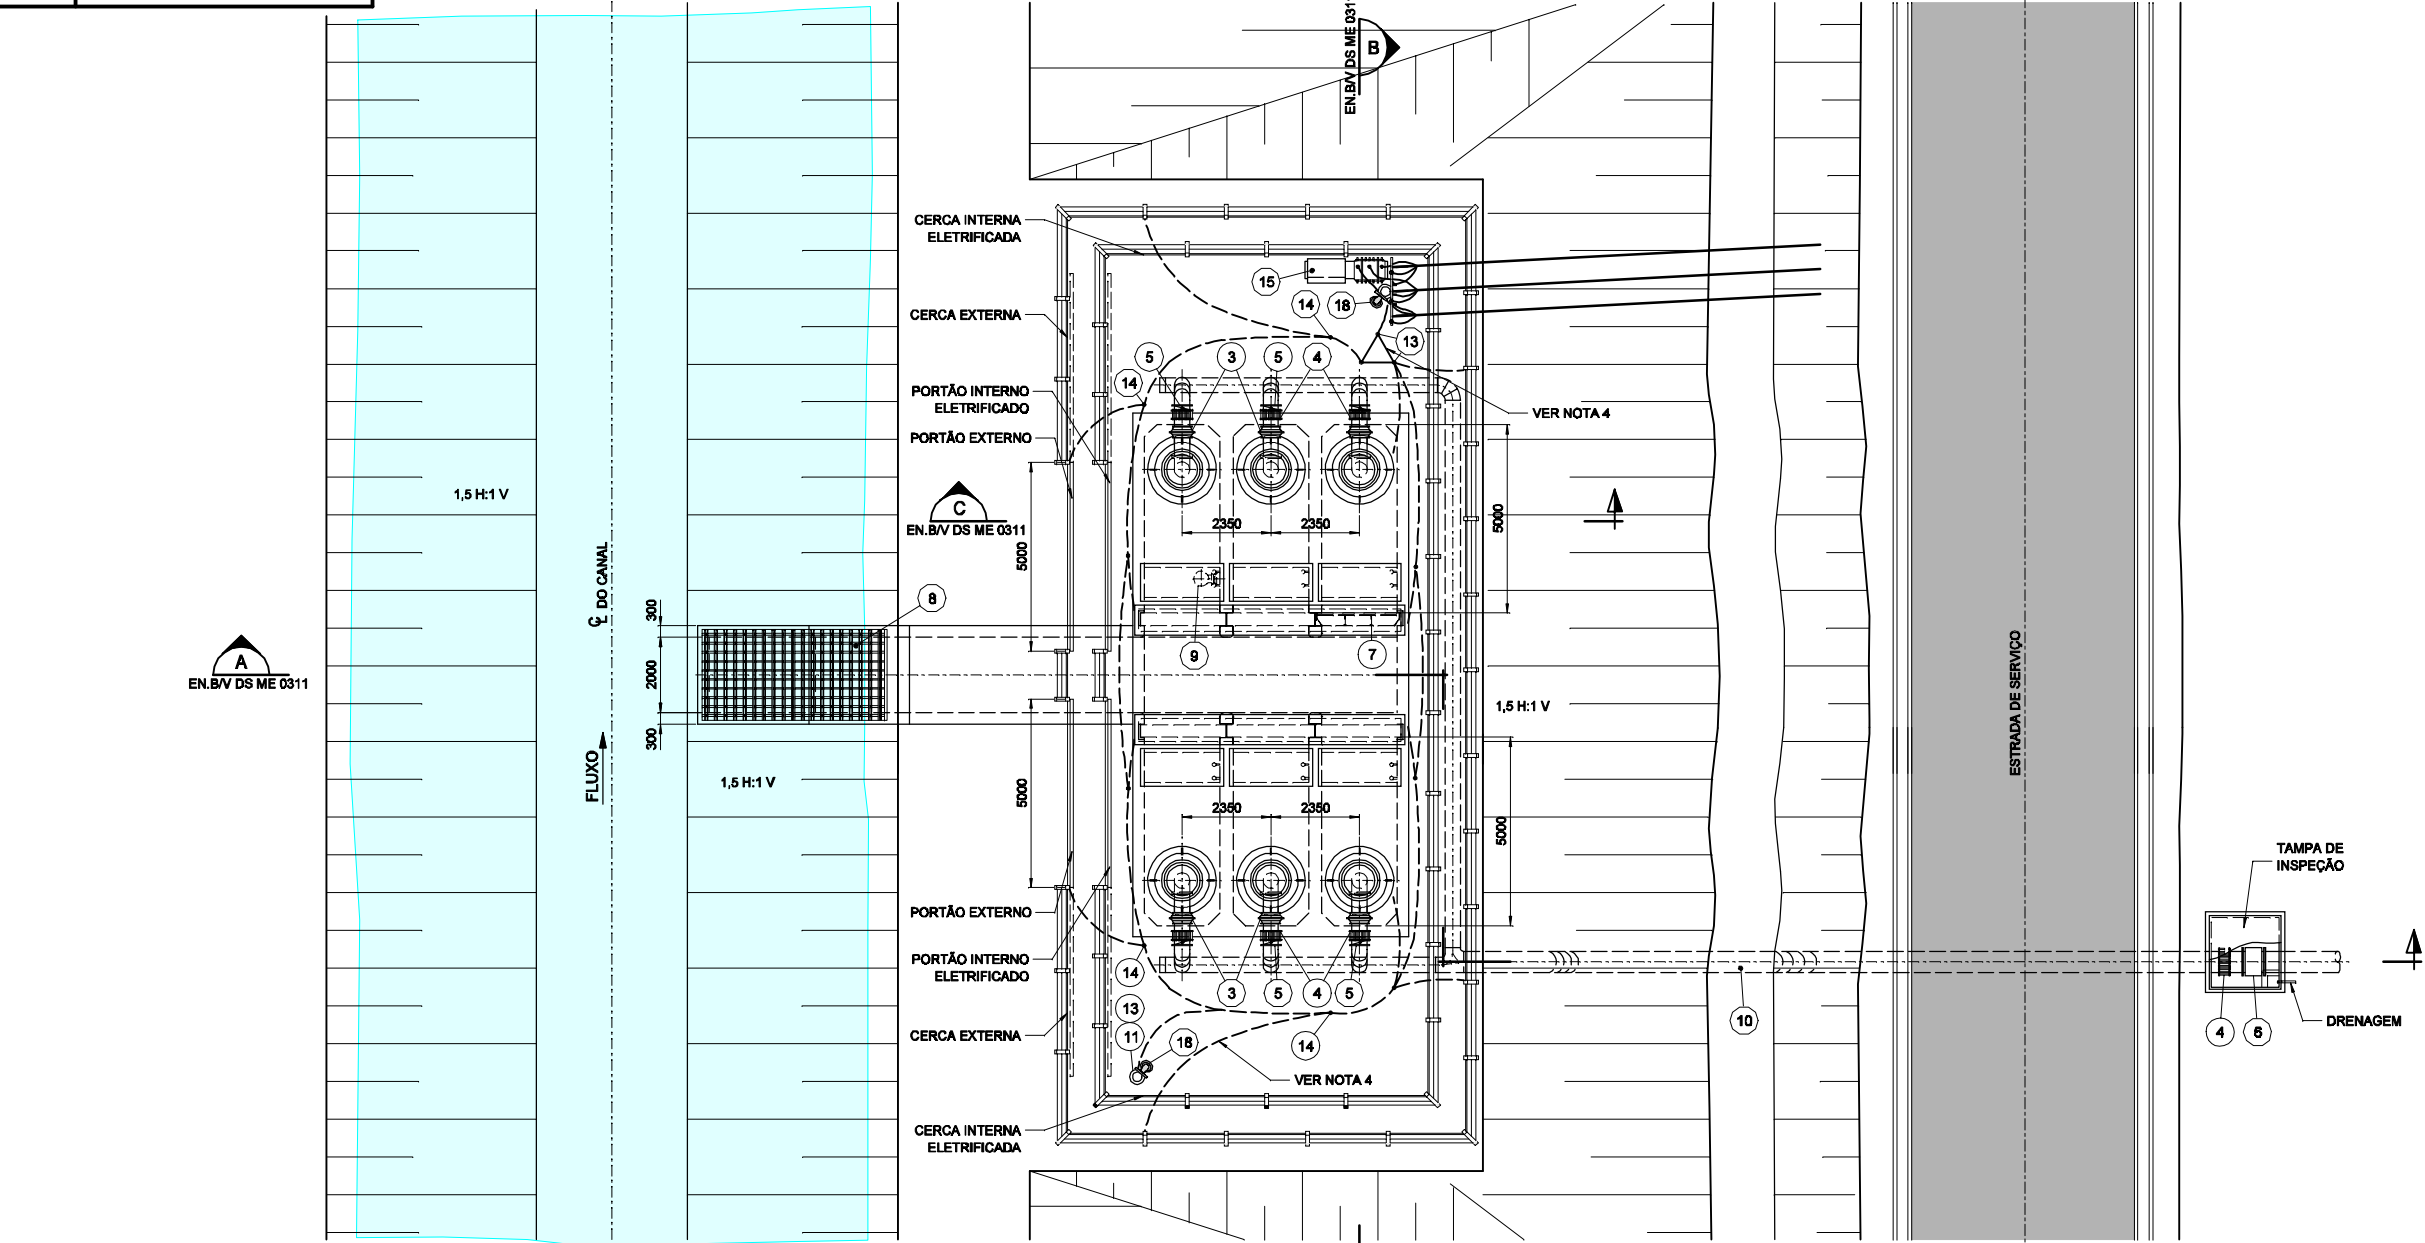 EN.B/V DS ME 0311
B
CERCA INTERNA
ELETRIFICADA
15
14
18
CERCA EXTERNA
13
5
3
5
4
14
PORTÃO INTERNO
ELETRIFICADO
VER NOTA 4
PORTÃO EXTERNO
1,5 H:1 V
C
EN.B/V DS ME 0311
2350
2350
5000
5000
℄ DO CANAL
8
300
9
7
A
EN.B/V DS ME 0311
2000
1,5 H:1 V
ESTRADA DE SERVIÇO
300
FLUXO
1,5 H:1 V
5000
2350
2350
5000
TAMPA DE
INSPEÇÃO
PORTÃO EXTERNO
PORTÃO INTERNO
ELETRIFICADO
14
3
5
4
5
13
10
DRENAGEM
4
6
CERCA EXTERNA
11
18
14
VER NOTA 4
CERCA INTERNA
ELETRIFICADA